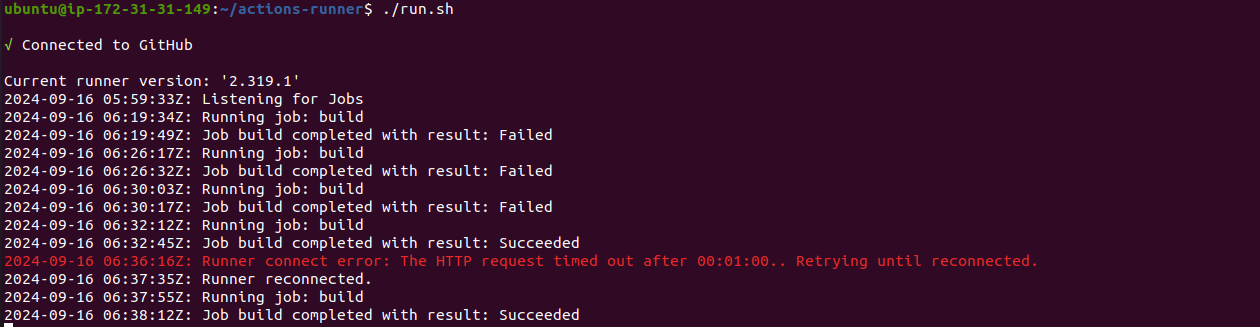 ubuntu@ip-172-31-31-149:~/actions-runner$ ./run.sh
√ Connected to GitHub
Current runner version: '2.319.1'
2024-09-16 05:59:33Z: Listening for Jobs
2024-09-16 06:19:34Z: Running job: build
2024-09-16 06:19:49Z: Job build completed with result: Failed
2024-09-16 06:26:17Z: Running job: build
2024-09-16 06:26:32Z: Job build completed with result: Failed
2024-09-16 06:30:03Z: Running job: build
2024-09-16 06:30:17Z: Job build completed with result: Failed
2024-09-16 06:32:12Z: Running job: build
2024-09-16 06:32:45Z: Job build completed with result: Succeeded
2024-09-16 06:36:16Z: Runner connect error: The HTTP request timed out after 00:01:00.. Retrying until reconnected.
2024-09-16 06:37:35Z: Runner reconnected.
2024-09-16 06:37:55Z: Running job: build
2024-09-16 06:38:12Z: Job build completed with result: Succeeded